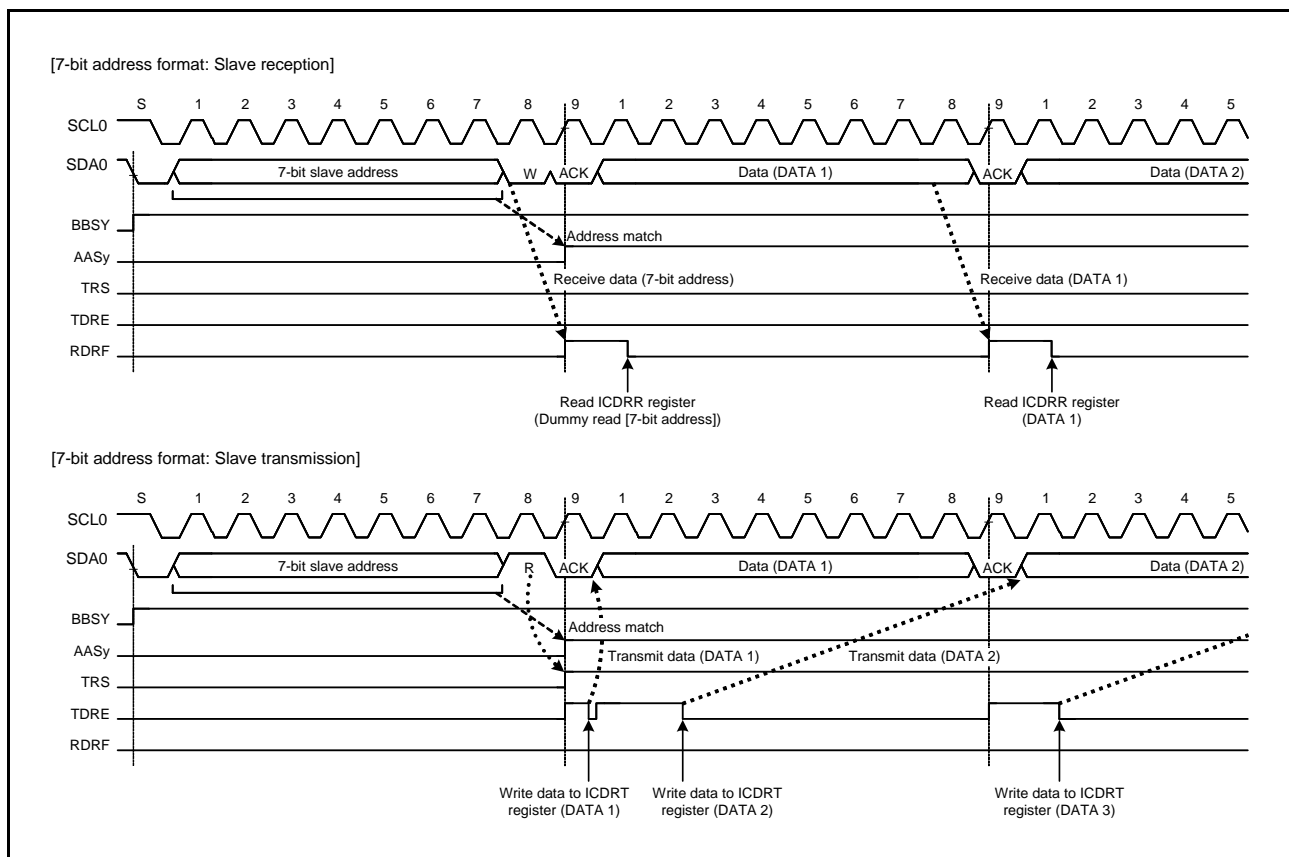 [7-bit address format: Slave reception]
S 1 2 3 4 5 6 7 8 9 1 2 3 4 5 6 7 8 9 1 2 3 4 5
SCL0
SDA0 7-bit slave address W ACK Data (DATA 1) ACK Data (DATA 2)
BBSY
Address match
AASy
Receive data (7-bit address) Receive data (DATA 1)
TRS
TDRE
RDRF
Read ICDRR register Read ICDRR register
(Dummy read [7-bit address]) (DATA 1)
[7-bit address format: Slave transmission]
S 1 2 3 4 5 6 7 8 9 1 2 3 4 5 6 7 8 9 1 2 3 4 5
SCL0
SDA0 7-bit slave address R ACK Data (DATA 1) ACK Data (DATA 2)
BBSY
Address match
AASy
Transmit data (DATA 1) Transmit data (DATA 2)
TRS
TDRE
RDRF
Write data to ICDRT Write data to ICDRT Write data to ICDRT
register (DATA 1) register (DATA 2) register (DATA 3)